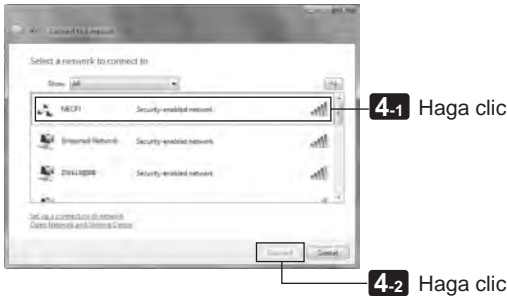 Connect to a network
Select a network to connect to
Show All
NECPJ Security-enabled network
Unnamed Network Security-enabled network
Security-enabled network
Set up a connection or network
Open Network and Sharing Center
Connect Cancel
4-1 Haga clic
4-2 Haga clic